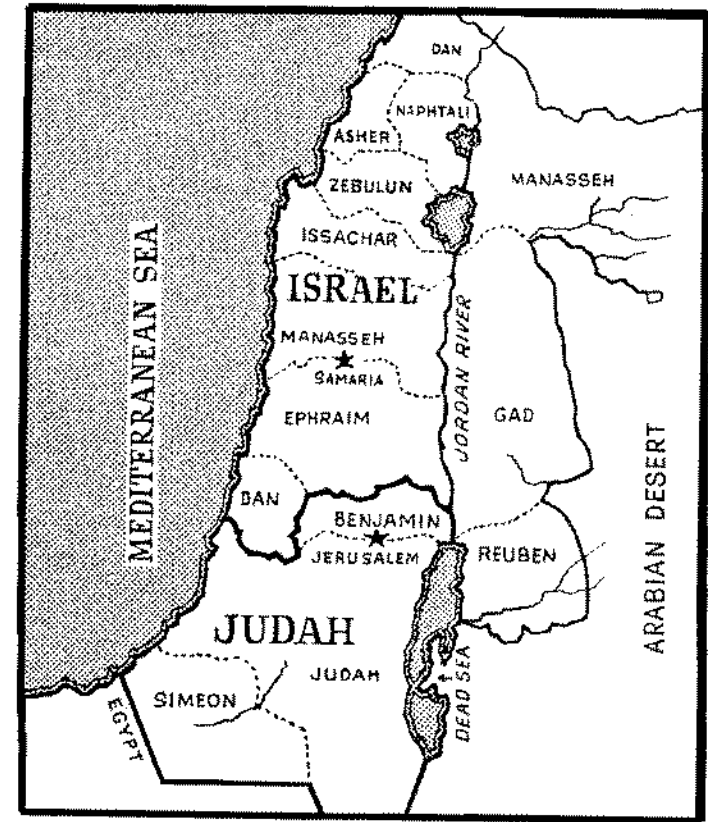 DAN
NAPHTALI
ASHER
ZEBULUN
MANASSEH
ISSACHAR
MEDITERRANEAN SEA
ISRAEL
MANASSEH
SAMARIA
JORDAN RIVER
EPHRAIM
GAD
ARABIAN DESERT
DAN
BENJAMIN
JERUSALEM
REUBEN
JUDAH
JUDAH
SIMEON
DEAD SEA
EGYPT